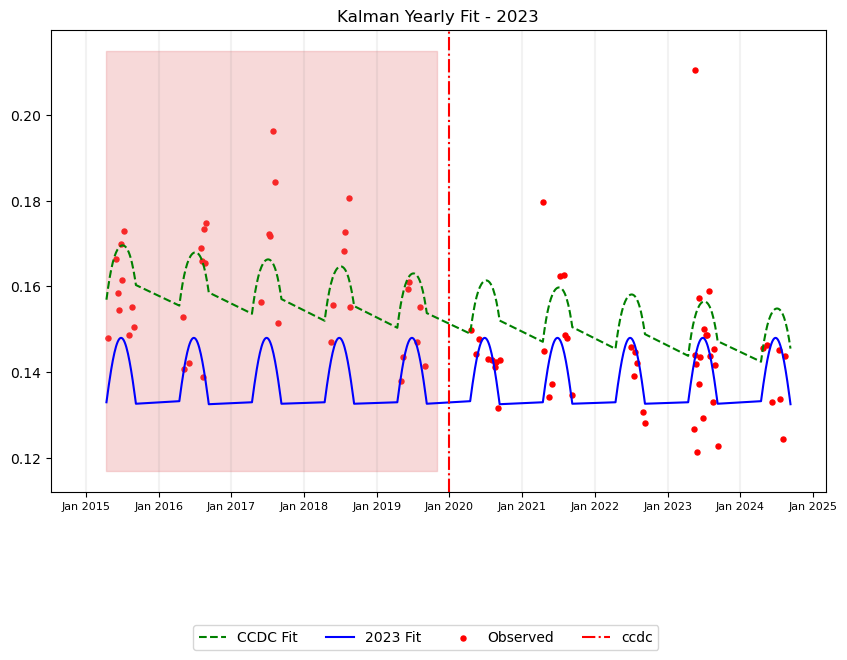 Kalman Yearly Fit - 2023
0.20
0.18
0.16
0.14
0.12
Jan 2015 Jan 2016 Jan 2017 Jan 2018 Jan 2019 Jan 2020 Jan 2021 Jan 2022 Jan 2023 Jan 2024 Jan 2025
CCDC Fit 2023 Fit Observed ccdc